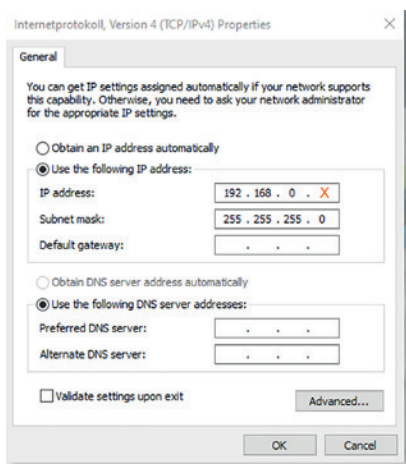 Internetprotokoll, Version 4 (TCP/IPv4) Properties
General
You can get IP settings assigned automatically if your network supports
this capability. Otherwise, you need to ask your network administrator
for the appropriate IP settings.
Obtain an IP address automatically
Use the following IP address:
IP address: 192 . 168 . 0 . X
Subnet mask: 255 . 255 . 255 . 0
Default gateway: . . .
Obtain DNS server address automatically
Use the following DNS server addresses:
Preferred DNS server: . . .
Alternate DNS server: . . .
Validate settings upon exit
Advanced...
OK Cancel